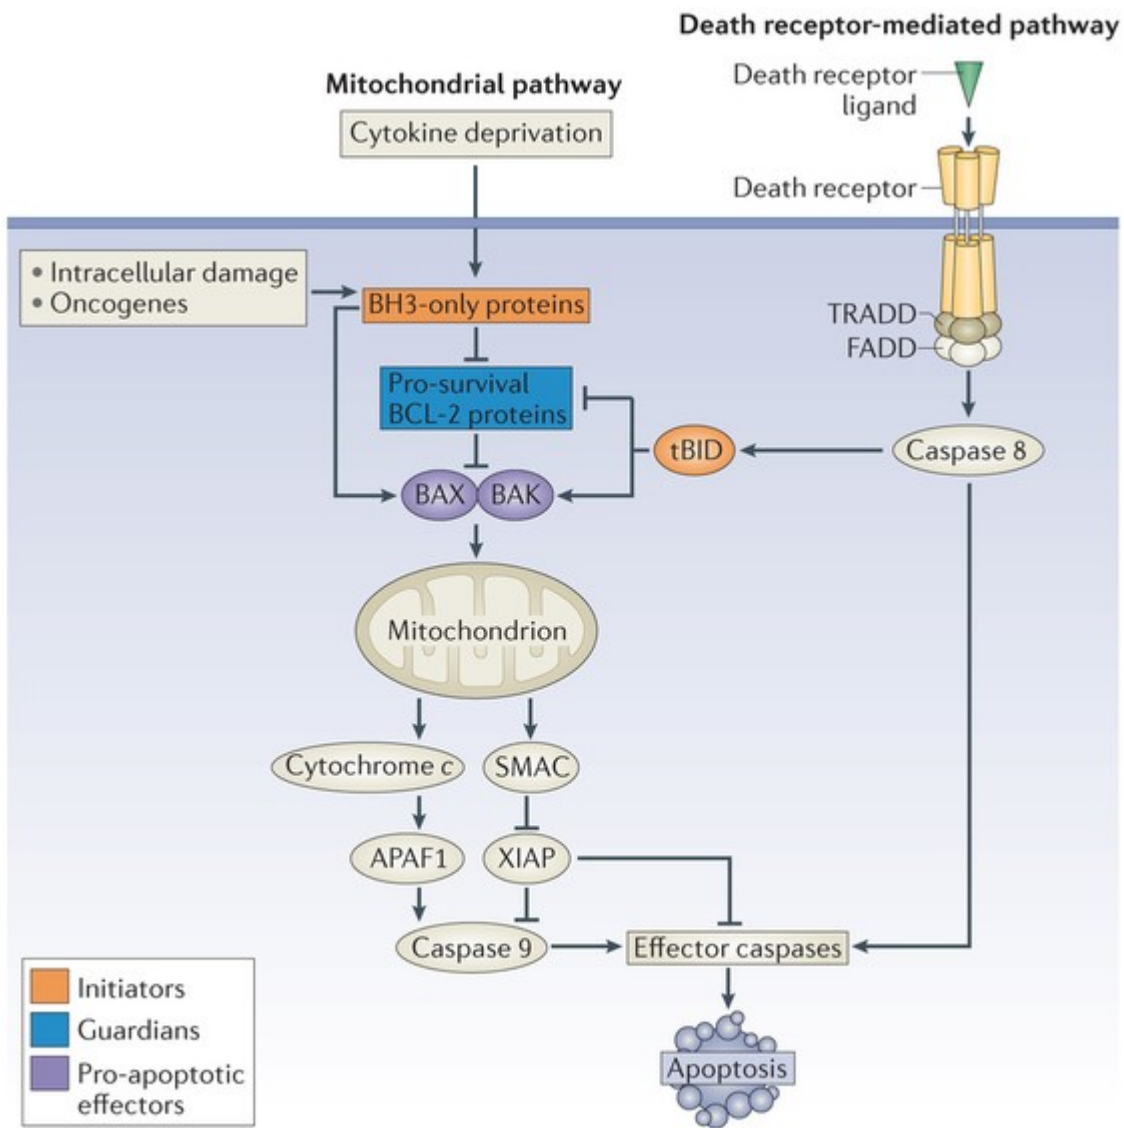 Death receptor-mediated pathway
Death receptor
ligand
Mitochondrial pathway
Cytokine deprivation
Death receptor
• Intracellular damage
• Oncogenes
BH3-only proteins
TRADD
FADD
Pro-survival
BCL-2 proteins
tBID
Caspase 8
BAX
BAK
Mitochondrion
Cytochrome c
SMAC
APAF1
XIAP
Caspase 9
Effector caspases
Apoptosis
Initiators
Guardians
Pro-apoptotic
effectors